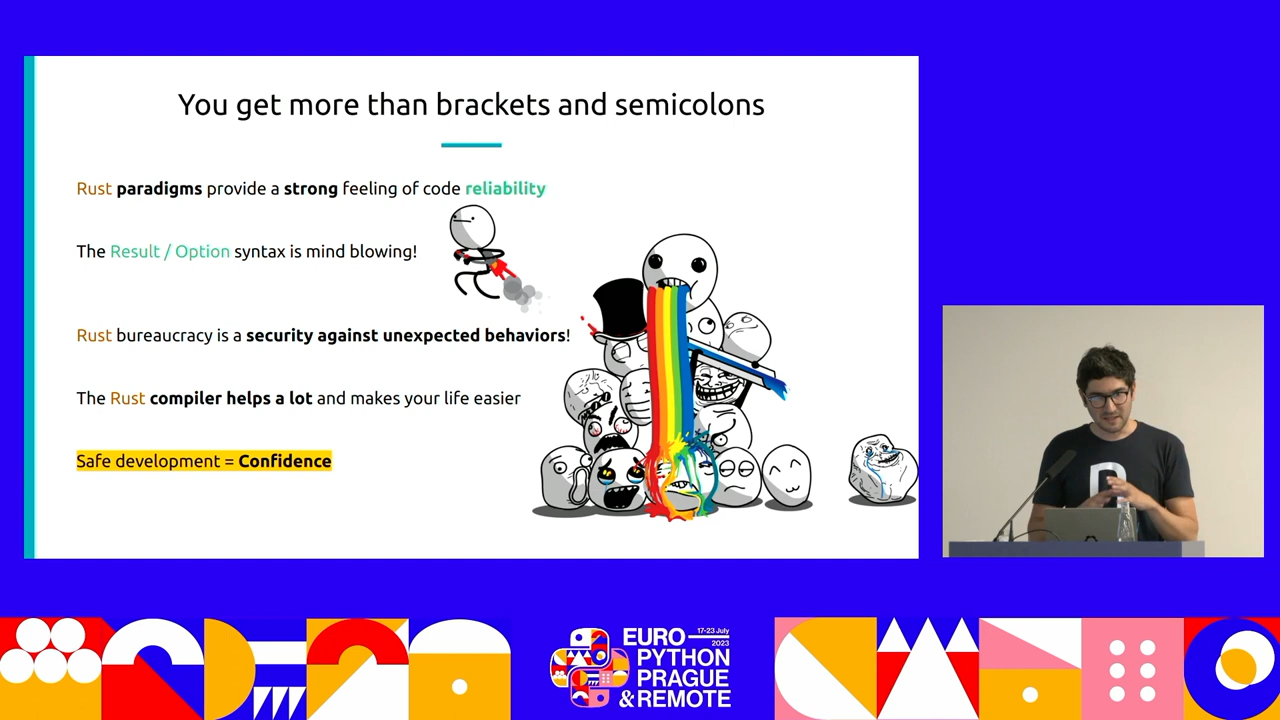 You get more than brackets and semicolons
Rust paradigms provide a strong feeling of code reliability
The Result / Option syntax is mind blowing!
Rust bureaucracy is a security against unexpected behaviors!
The Rust compiler helps a lot and makes your life easier
Safe development = Confidence
EURO 17-23 July 2023
PYTHON
PRAGUE
& REMOTE